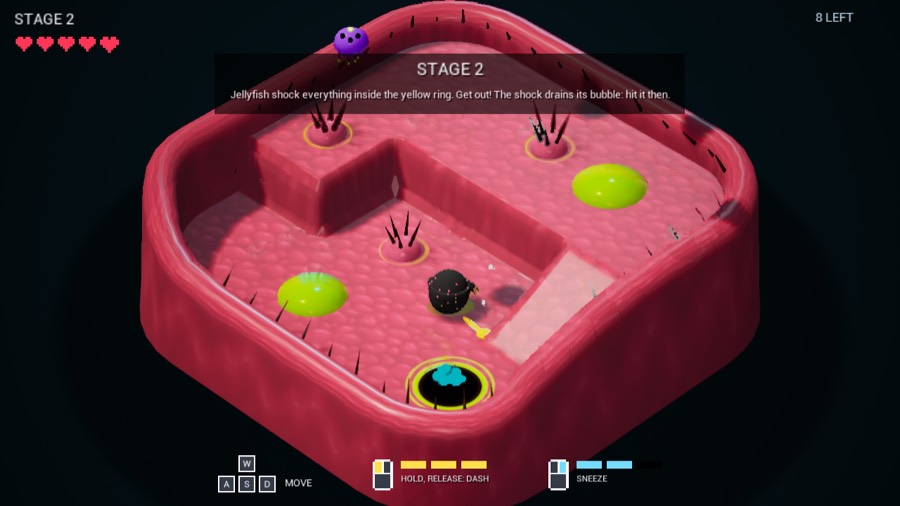 STAGE 2
8 LEFT
STAGE 2
Jellyfish shock everything inside the yellow ring. Get out! The shock drains its bubble: hit it then.
W
A S D MOVE
HOLD, RELEASE: DASH
SNEEZE